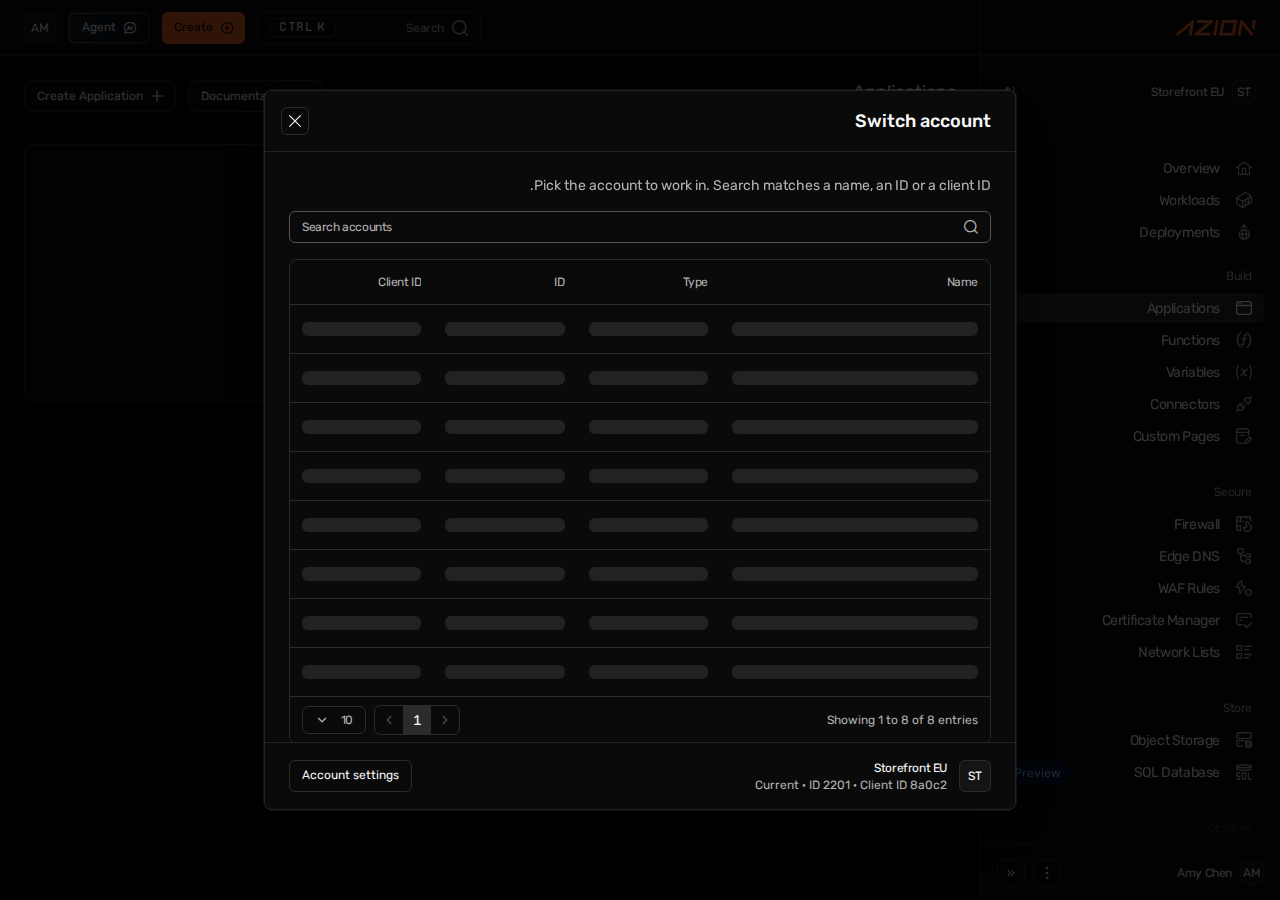 AM
Agent
Create
CTRL K
Search
AZION
Create Application
Documenta
Applications
Storefront EU
ST
Switch account
.Pick the account to work in. Search matches a name, an ID or a client ID
Search accounts
Client ID
ID
Type
Name
10
1
Showing 1 to 8 of 8 entries
Account settings
Storefront EU
Current • ID 2201 • Client ID 8a0c2
ST
Overview
Workloads
Deployments
Build
Applications
Functions
Variables
Connectors
Custom Pages
Secure
Firewall
Edge DNS
WAF Rules
Certificate Manager
Network Lists
Store
Object Storage
SQL Database
Preview
Observe
Amy Chen
AM